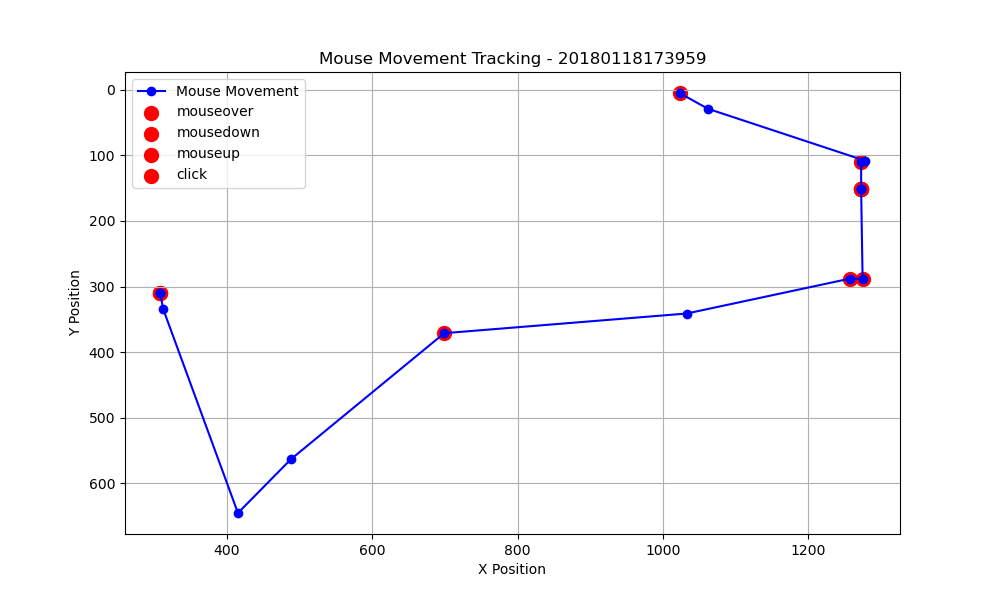 Mouse Movement Tracking - 20180118173959
Mouse Movement
mouseover
mousedown
mouseup
click
0
100
200
300
400
500
600
Y Position
400 600 800 1000 1200
X Position